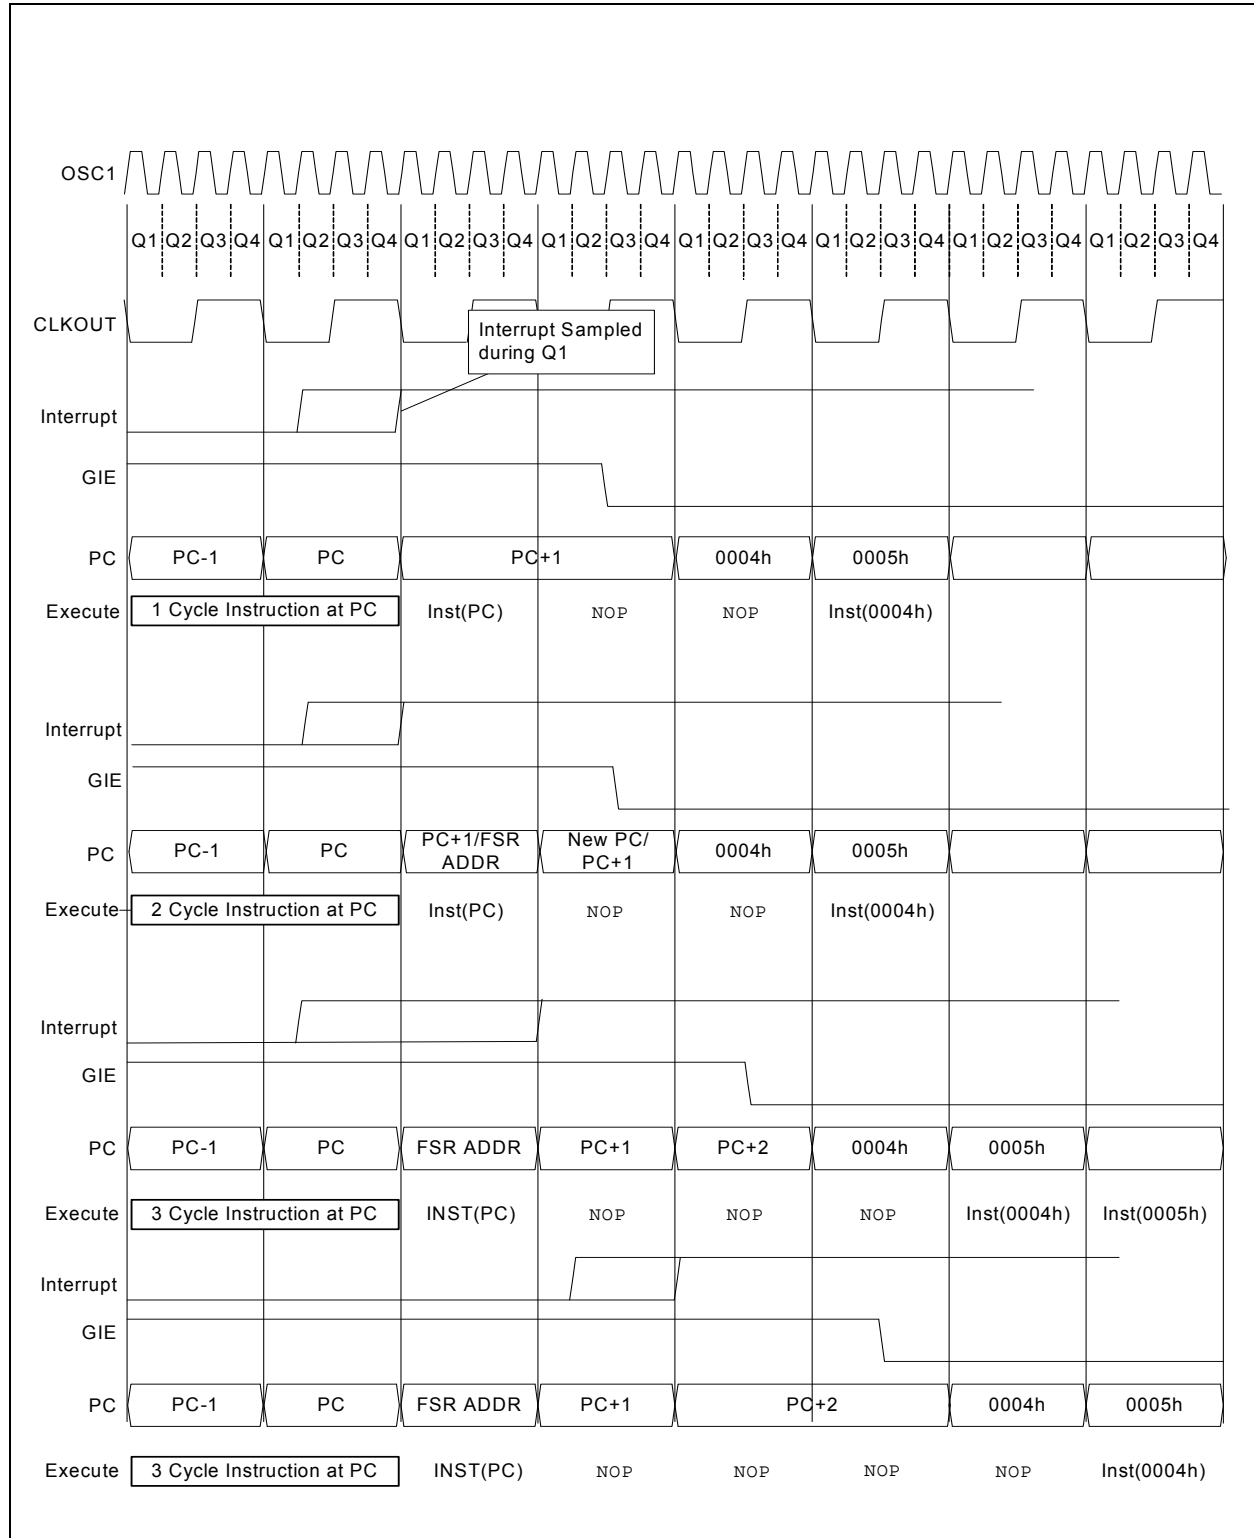 OSC1
Q1 Q2 Q3 Q4 Q1 Q2 Q3 Q4 Q1 Q2 Q3 Q4 Q1 Q2 Q3 Q4 Q1 Q2 Q3 Q4 Q1 Q2 Q3 Q4 Q1 Q2 Q3 Q4 Q1 Q2 Q3 Q4
CLKOUT
Interrupt Sampled
during Q1
Interrupt
GIE
PC PC-1 PC PC+1 0004h 0005h
Execute 1 Cycle Instruction at PC Inst(PC) NOP NOP Inst(0004h)
Interrupt
GIE
PC PC-1 PC PC+1/FSR ADDR New PC/ PC+1 0004h 0005h
Execute 2 Cycle Instruction at PC Inst(PC) NOP NOP Inst(0004h)
Interrupt
GIE
PC PC-1 PC FSR ADDR PC+1 PC+2 0004h 0005h
Execute 3 Cycle Instruction at PC INST(PC) NOP NOP NOP Inst(0004h) Inst(0005h)
Interrupt
GIE
PC PC-1 PC FSR ADDR PC+1 PC+2 0004h 0005h
Execute 3 Cycle Instruction at PC INST(PC) NOP NOP NOP NOP Inst(0004h)